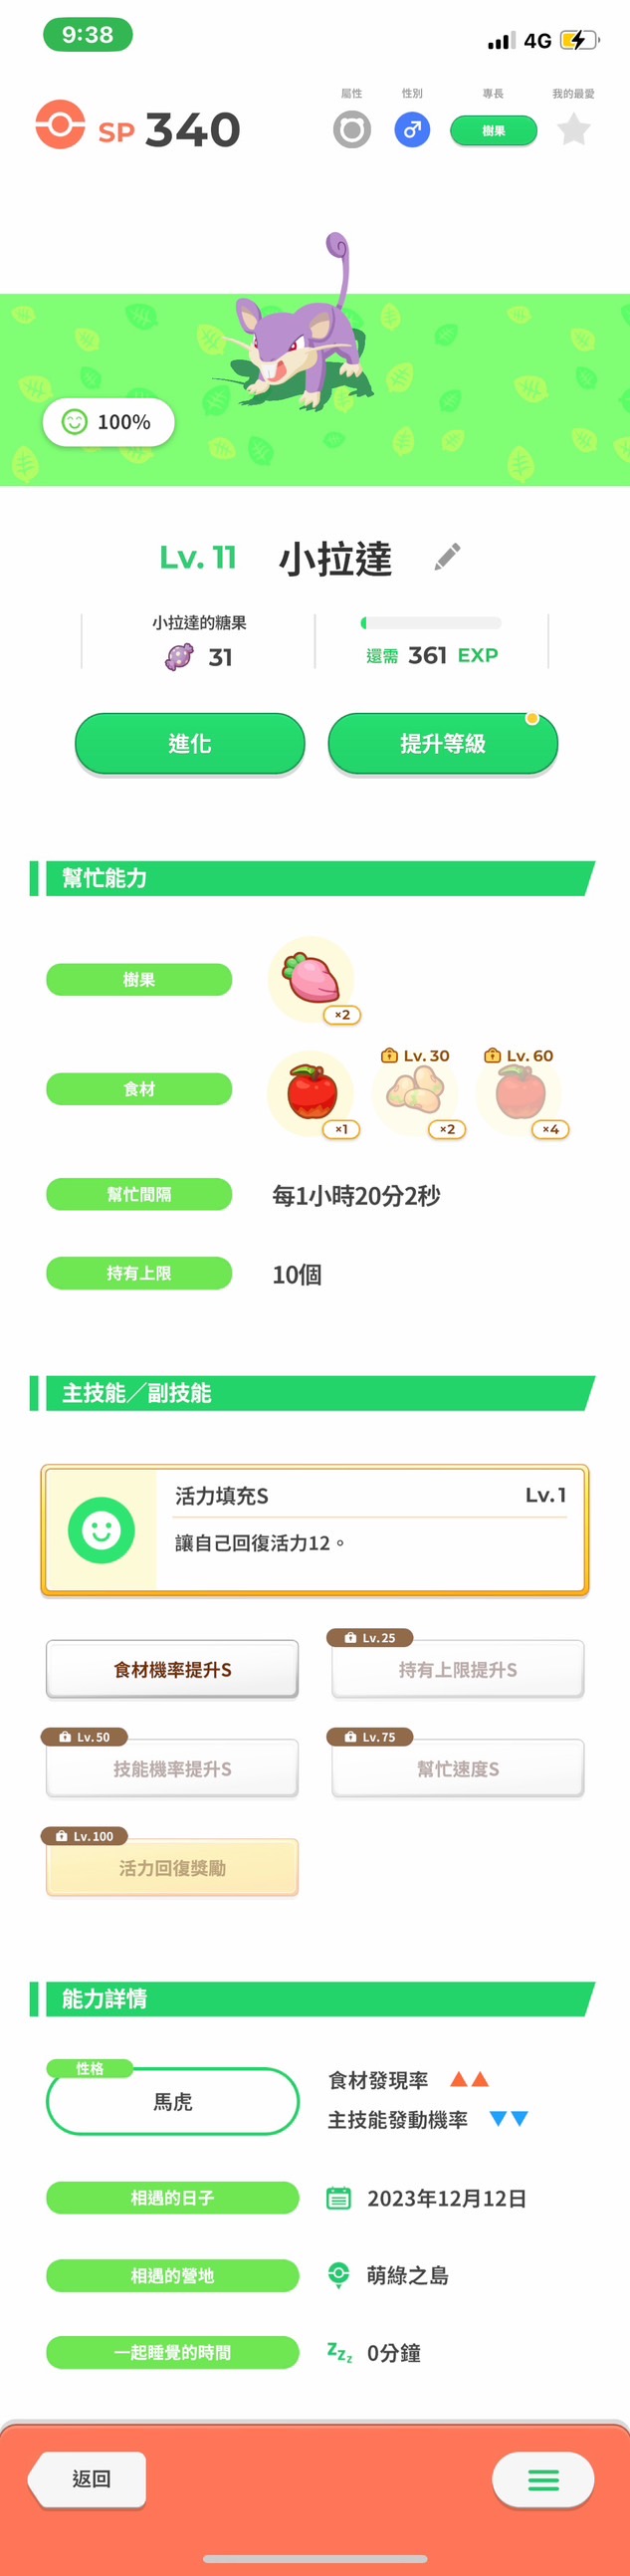 9:38
4G
屬性 性別 專長 我的最愛
SP 340
樹果
100%
Lv. 11 小拉達
小拉達的糖果
31
還需 361 EXP
進化
提升等級
幫忙能力
樹果
×2
食材
Lv.30
Lv.60
×1
×2
×4
幫忙間隔
每1小時20分2秒
持有上限
10個
主技能／副技能
活力填充S
Lv.1
讓自己回復活力12。
食材機率提升S
Lv.25
持有上限提升S
Lv.50
技能機率提升S
Lv.75
幫忙速度S
Lv.100
活力回復獎勵
能力詳情
性格
馬虎
食材發現率
主技能發動機率
相遇的日子
2023年12月12日
相遇的營地
萌綠之島
一起睡覺的時間
zzz 0分鐘
返回